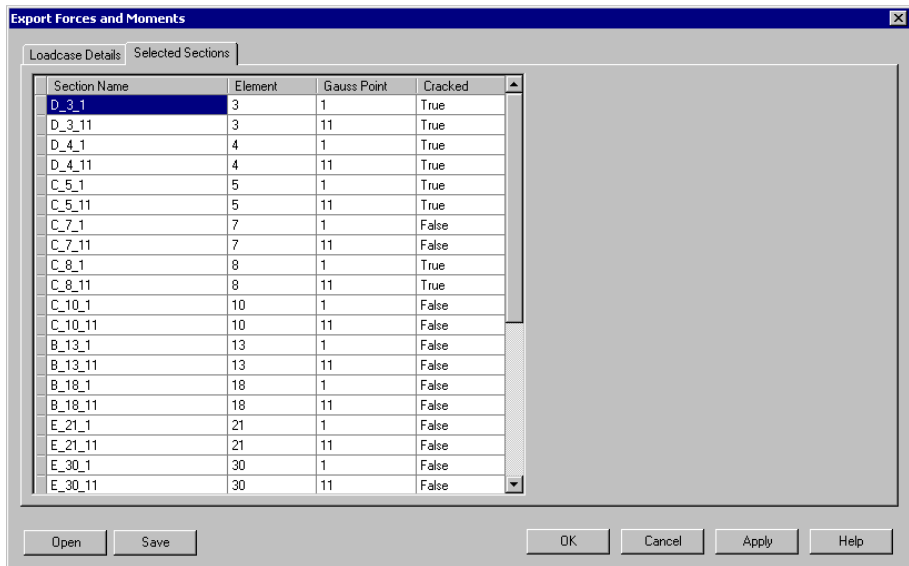 Export Forces and Moments
Loadcase Details Selected Sections
Section Name Element Gauss Point Cracked
D_3_1 3 1 True
D_3_11 3 11 True
D_4_1 4 1 True
D_4_11 4 11 True
C_5_1 5 1 True
C_5_11 5 11 True
C_7_1 7 1 False
C_7_11 7 11 False
C_8_1 8 1 True
C_8_11 8 11 True
C_10_1 10 1 False
C_10_11 10 11 False
B_13_1 13 1 False
B_13_11 13 11 False
B_18_1 18 1 False
B_18_11 18 11 False
E_21_1 21 1 False
E_21_11 21 11 False
E_30_1 30 1 False
E_30_11 30 11 False
Open Save OK Cancel Apply Help